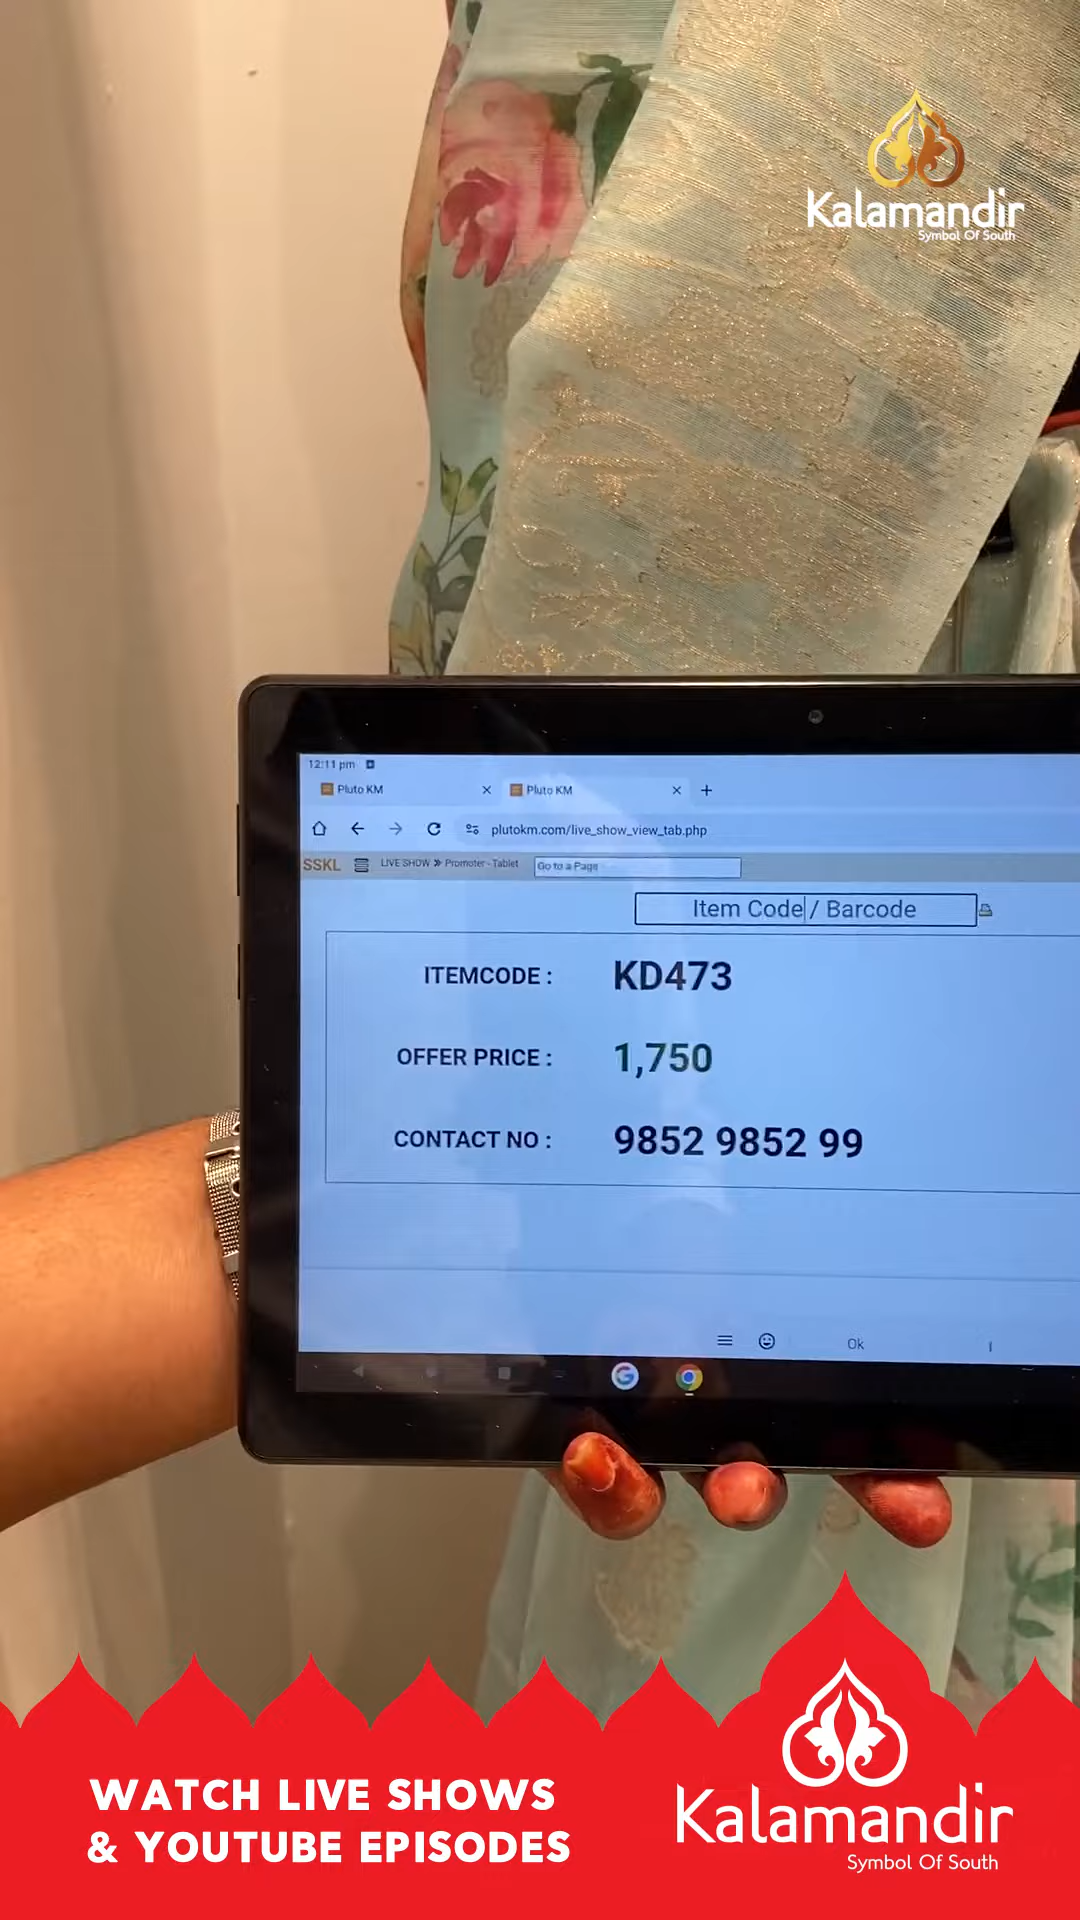 Kalamandir
Symbol Of South
12:11 pm
Pluto KM
Pluto KM
plutokm.com/live_show_view_tab.php
SSKL
LIVE SHOW » Promoter - Tablet
Go to a Page
Item Code / Barcode
ITEMCODE : KD473
OFFER PRICE : 1,750
CONTACT NO : 9852 9852 99
Ok
WATCH LIVE SHOWS
& YOUTUBE EPISODES
Kalamandir
Symbol Of South